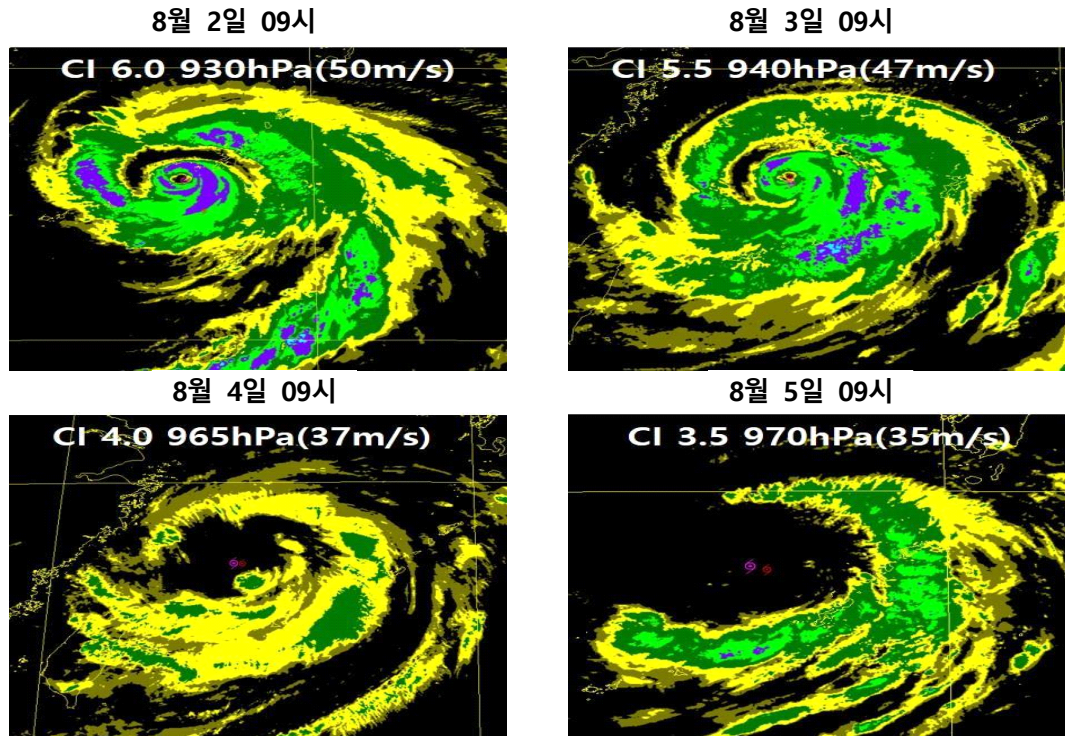 8월 2일 09시
8월 3일 09시
CI 6.0 930hPa(50m/s)
CI 5.5 940hPa(47m/s)
8월 4일 09시
8월 5일 09시
CI 4.0 965hPa(37m/s)
CI 3.5 970hPa(35m/s)